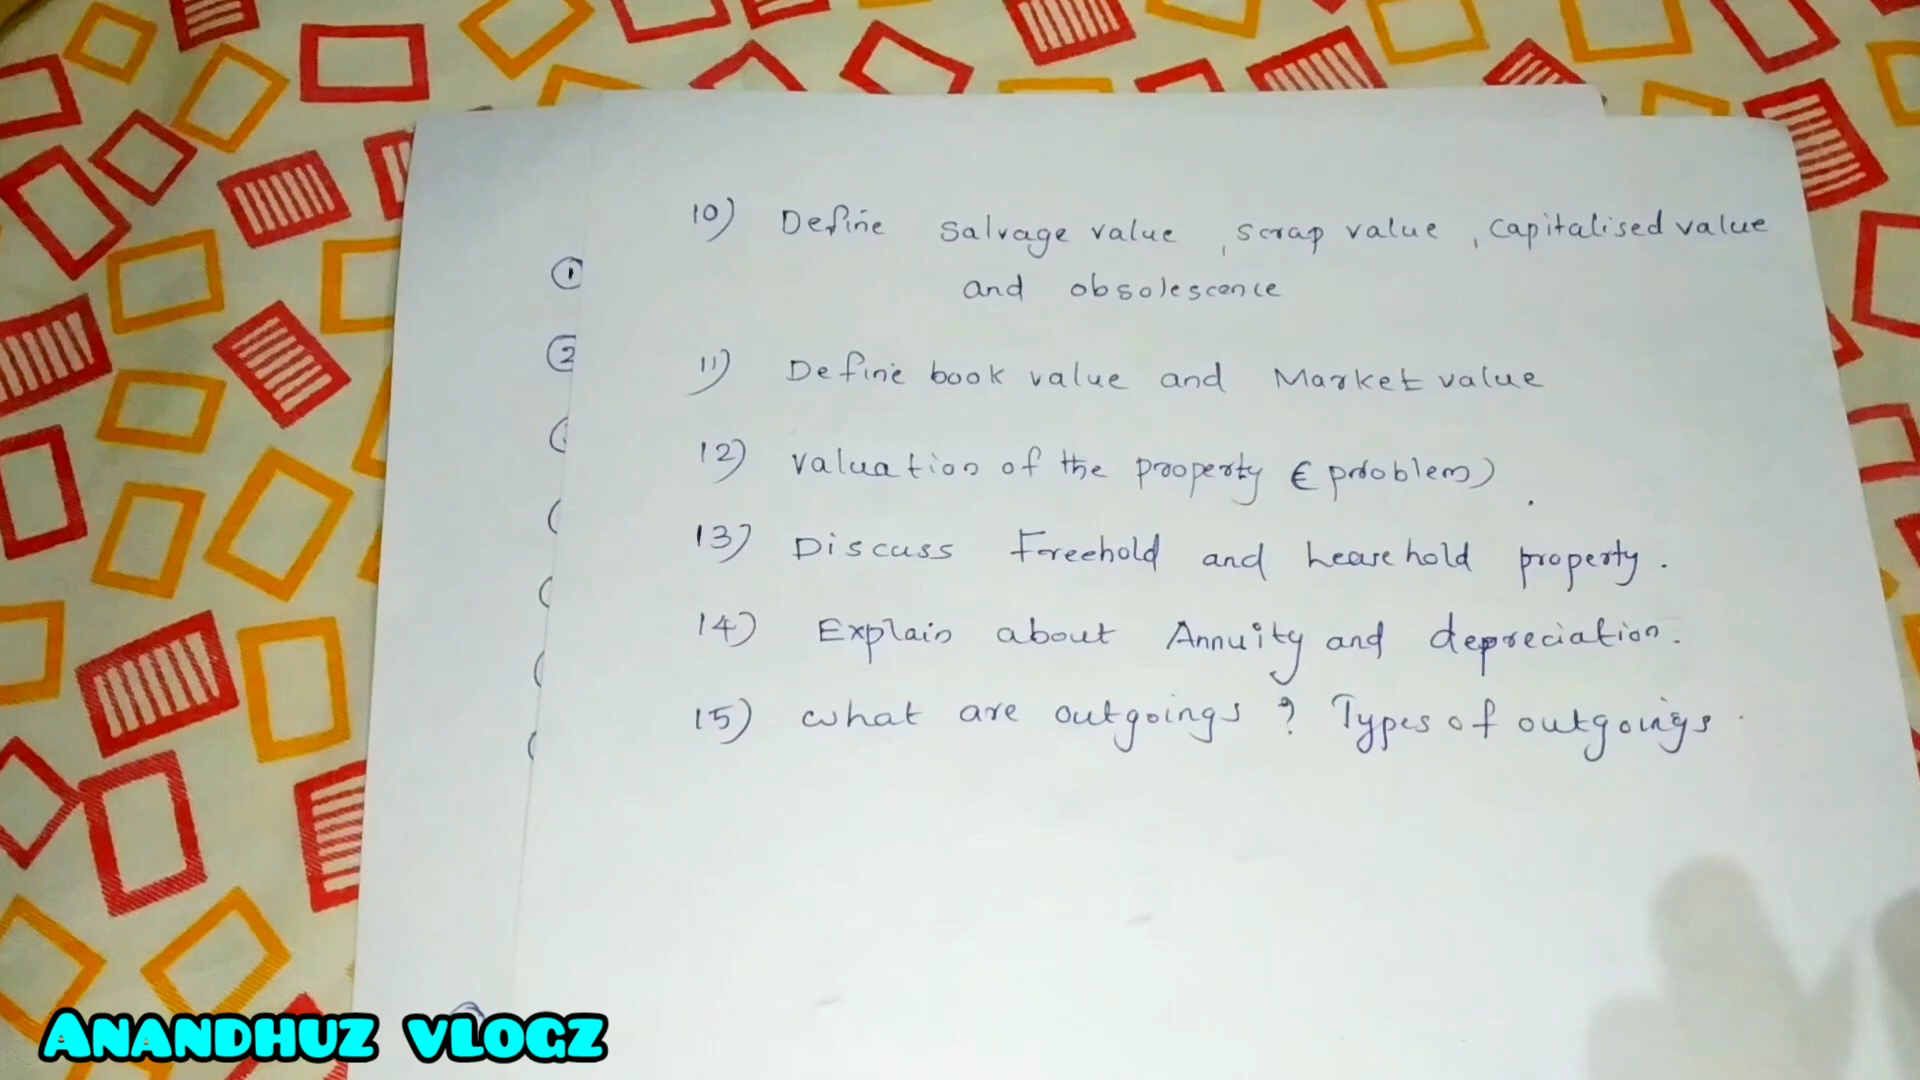 10) Define salvage value, scrap value, capitalised value
and obsolescence
①
11) Define book value and Market value
②
12) valuation of the property (problem)
13) Discuss Freehold and Leasehold property.
14) Explain about Annuity and depreciation.
15) what are outgoings? Types of outgoings.
ANANDHUZ VLOGZ